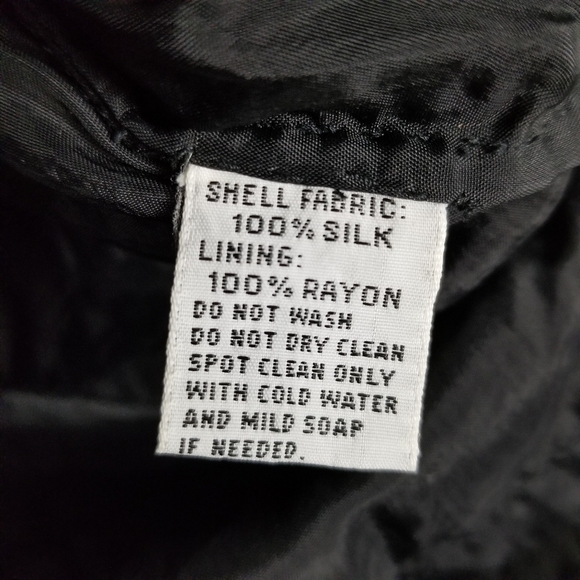 SHELL FABRIC:
100% SILK
LINING:
100% RAYON
DO NOT WASH
DO NOT DRY CLEAN
SPOT CLEAN ONLY
WITH COLD WATER
AND MILD SOAP
IF NEEDED.